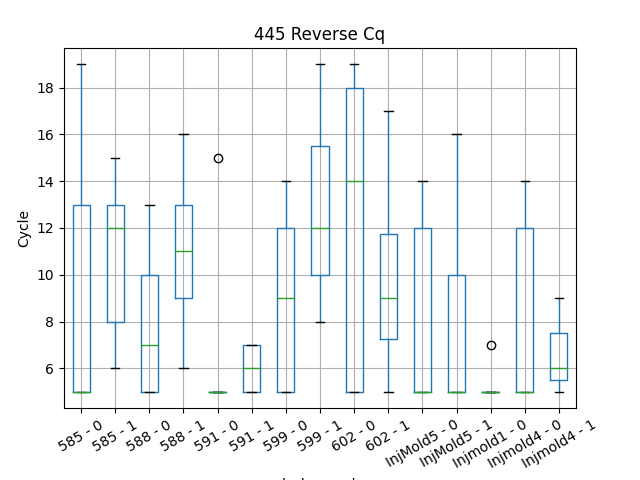 445 Reverse Cq
Cycle
18
16
14
12
10
8
6
585 - 0
585 - 1
588 - 0
588 - 1
591 - 0
591 - 1
599 - 0
599 - 1
602 - 0
602 - 1
InjMold5 - 0
InjMold5 - 1
Injmold1 - 0
Injmold4 - 0
Injmold4 - 1